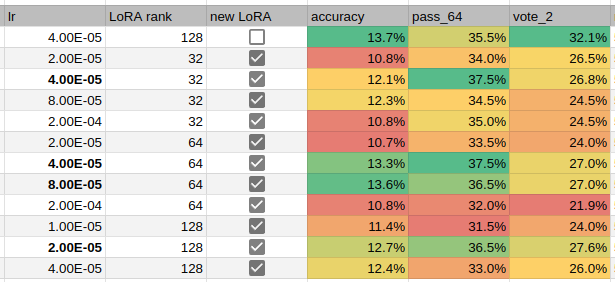 lr LoRA rank new LoRA accuracy pass_64 vote_2
4.00E-05 128 13.7% 35.5% 32.1%
2.00E-05 32 10.8% 34.0% 26.5%
4.00E-05 32 12.1% 37.5% 26.8%
8.00E-05 32 12.3% 34.5% 24.5%
2.00E-04 32 10.8% 35.0% 24.5%
2.00E-05 64 10.7% 33.5% 24.0%
4.00E-05 64 13.3% 37.5% 27.0%
8.00E-05 64 13.6% 36.5% 27.0%
2.00E-04 64 10.8% 32.0% 21.9%
1.00E-05 128 11.4% 31.5% 24.0%
2.00E-05 128 12.7% 36.5% 27.6%
4.00E-05 128 12.4% 33.0% 26.0%